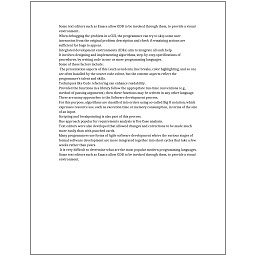 Some text editors such as Emacs allow GDB to be invoked through them, to provide a visual
environment.
When debugging the problem in a GUI, the programmer can try to skip some user
interaction from the original problem description and check if remaining actions are
sufficient for bugs to appear.
Integrated development environments (IDEs) aim to integrate all such help.
It involves designing and implementing algorithms, step-by-step specifications of
procedures, by writing code in one or more programming languages.
Some of these factors include:
The presentation aspects of this (such as indents, line breaks, color highlighting, and so on)
are often handled by the source code editor, but the content aspects reflect the
programmer's talent and skills.
Techniques like Code refactoring can enhance readability.
Provided the functions in a library follow the appropriate run-time conventions (e.g.,
method of passing arguments), then these functions may be written in any other language.
There are many approaches to the Software development process.
For this purpose, algorithms are classified into orders using so-called Big O notation, which
expresses resource use, such as execution time or memory consumption, in terms of the size
of an input.
Scripting and breakpointing is also part of this process.
One approach popular for requirements analysis is Use Case analysis.
Text editors were also developed that allowed changes and corrections to be made much
more easily than with punched cards.
Many programmers use forms of Agile software development where the various stages of
formal software development are more integrated together into short cycles that take a few
weeks rather than years.
It is very difficult to determine what are the most popular modern programming languages.
Some text editors such as Emacs allow GDB to be invoked through them, to provide a visual
environment.